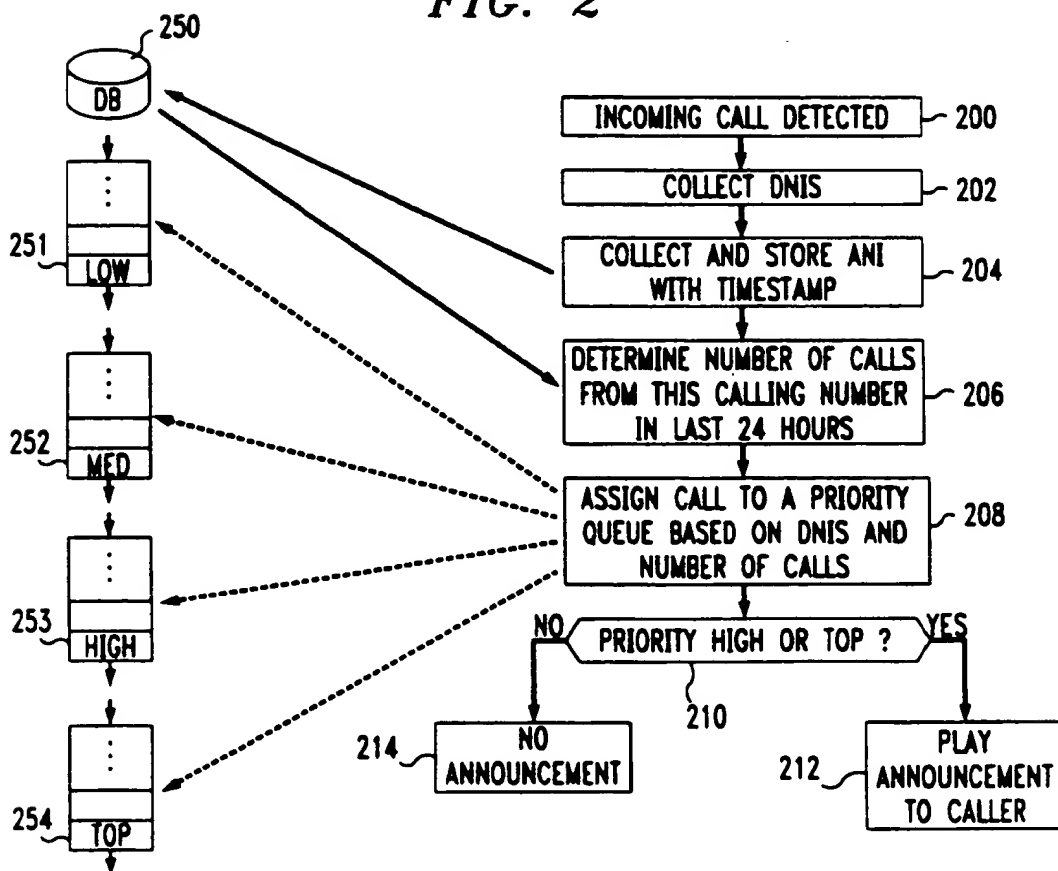 FIG. 2
250
DB
INCOMING CALL DETECTED
200
COLLECT DNIS
202
COLLECT AND STORE ANI
WITH TIMESTAMP
204
DETERMINE NUMBER OF CALLS
FROM THIS CALLING NUMBER
IN LAST 24 HOURS
206
ASSIGN CALL TO A PRIORITY
QUEUE BASED ON DNIS AND
NUMBER OF CALLS
208
NO
PRIORITY HIGH OR TOP ?
YES
210
214
NO
ANNOUNCEMENT
212
PLAY
ANNOUNCEMENT
TO CALLER
251
LOW
252
MED
253
HIGH
254
TOP